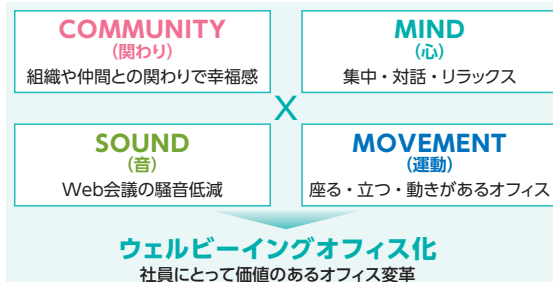 COMMUNITY
(関わり)
組織や仲間との関わりで幸福感
MIND
(心)
集中・対話・リラックス
X
SOUND
(音)
Web会議の騒音低減
MOVEMENT
(運動)
座る・立つ・動きがあるオフィス
ウェルビーイングオフィス化
社員にとって価値のあるオフィス変革